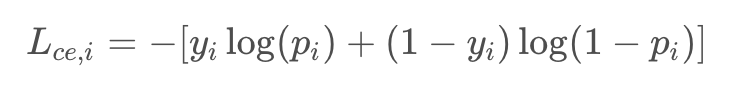 L_{ce,i} = −[y_i log(p_i) + (1 − y_i) log(1 − p_i)]